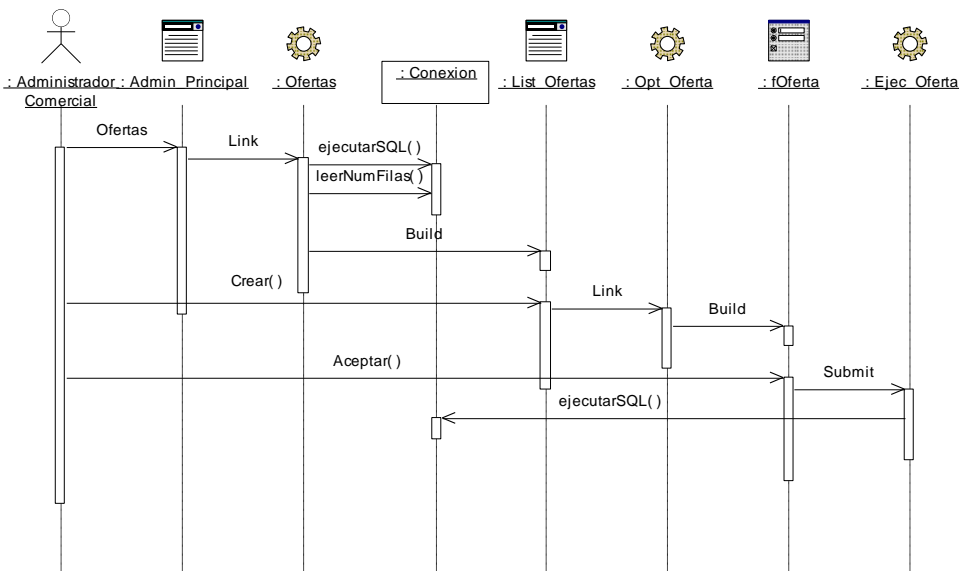 : Administrador
Comercial
: Admin_Principal
: Ofertas
: Conexion
: List_Ofertas
: Opt_Oferta
: fOferta
: Ejec_Oferta
Ofertas
Link
ejecutarSQL( )
leerNumFilas( )
Build
Crear( )
Link
Build
Aceptar( )
Submit
ejecutarSQL( )